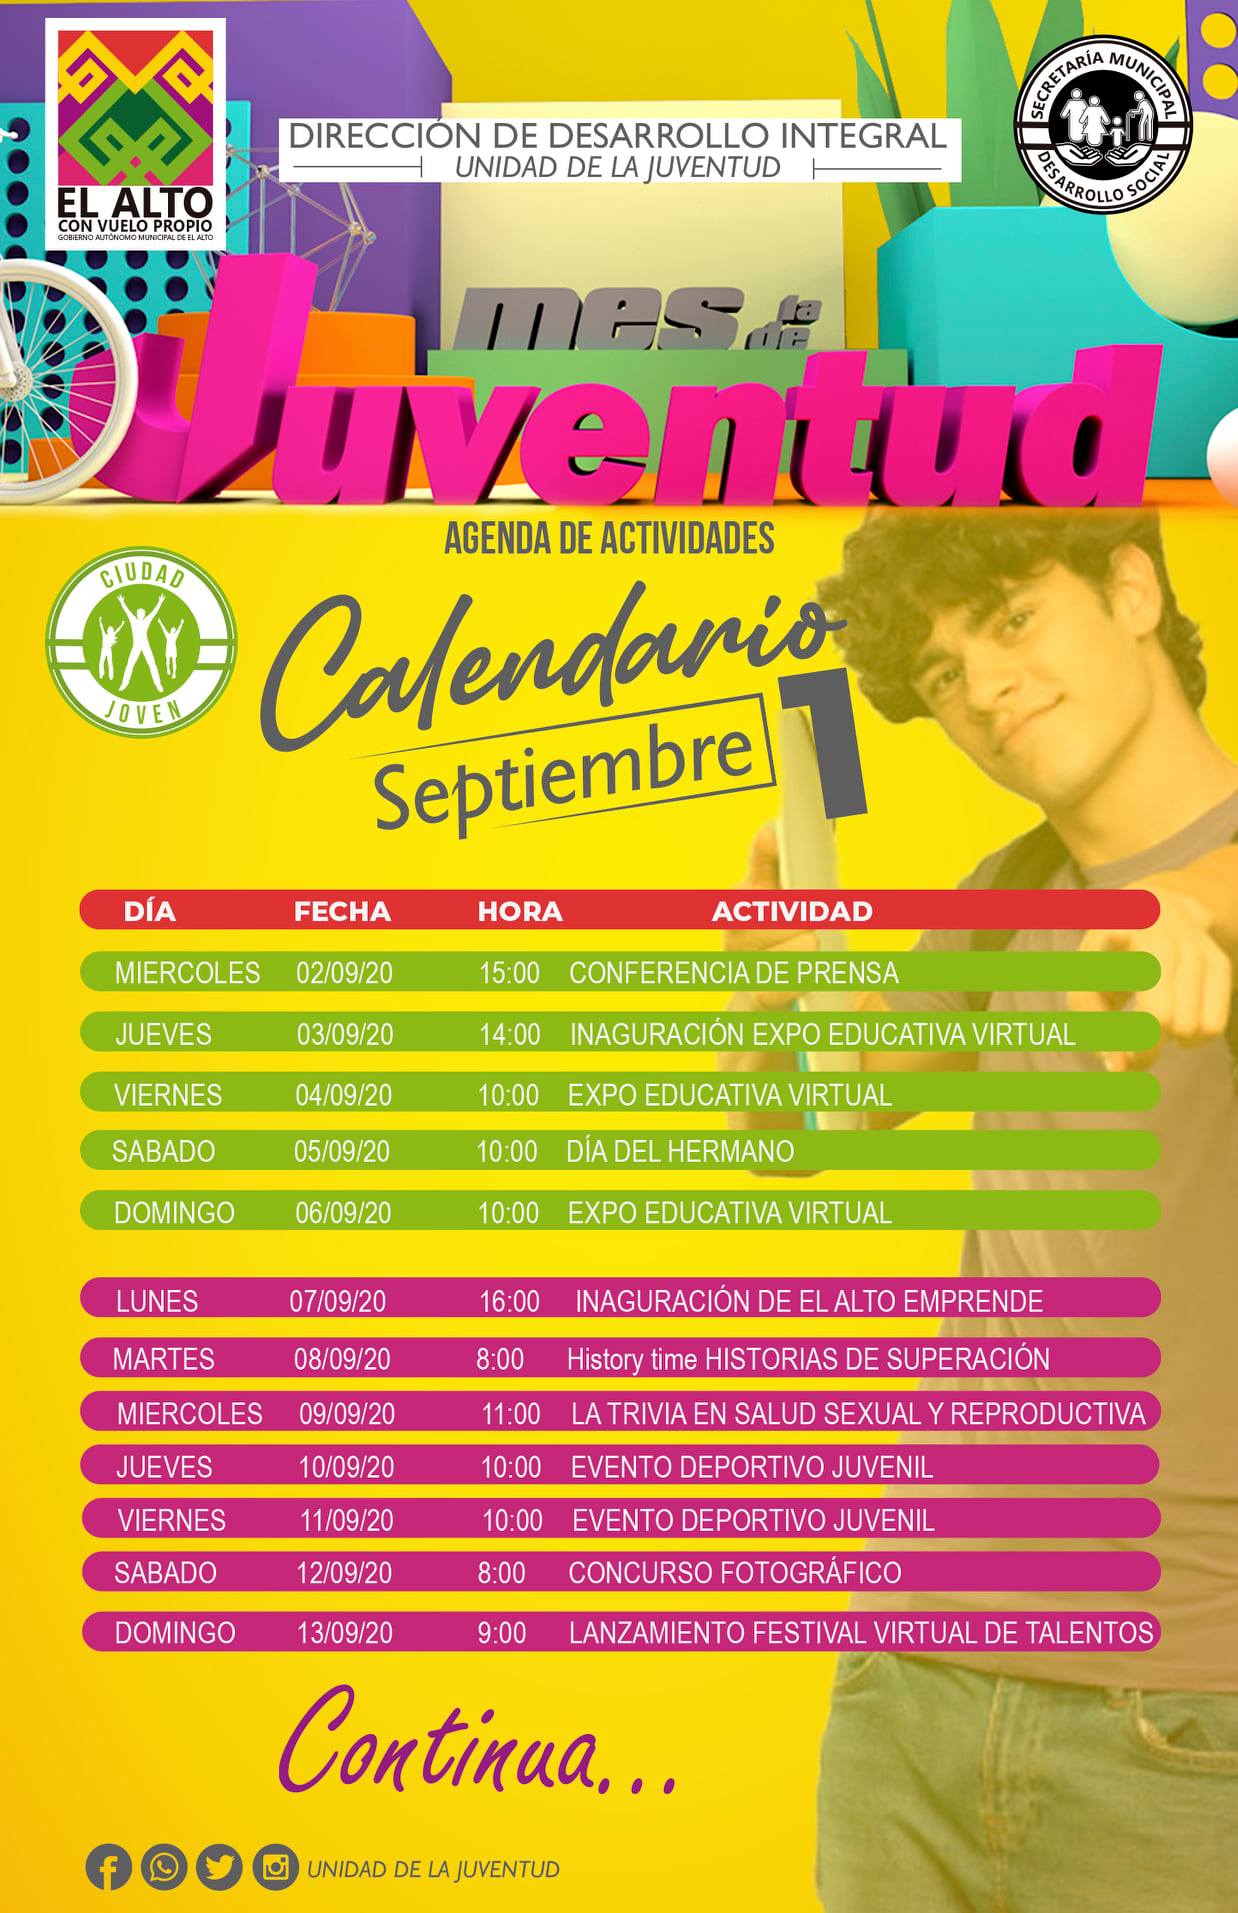 EL ALTO
CON VUELO PROPIO
GOBIERNO AUTÓNOMO MUNICIPAL DE EL ALTO
DIRECCIÓN DE DESARROLLO INTEGRAL
UNIDAD DE LA JUVENTUD
SECRETARÍA MUNICIPAL
DESARROLLO SOCIAL
mes de la
Juventud
AGENDA DE ACTIVIDADES
CIUDAD
JOVEN
Calendario
Septiembre 1
DÍA FECHA HORA ACTIVIDAD
MIERCOLES 02/09/20 15:00 CONFERENCIA DE PRENSA
JUEVES 03/09/20 14:00 INAGURACIÓN EXPO EDUCATIVA VIRTUAL
VIERNES 04/09/20 10:00 EXPO EDUCATIVA VIRTUAL
SABADO 05/09/20 10:00 DÍA DEL HERMANO
DOMINGO 06/09/20 10:00 EXPO EDUCATIVA VIRTUAL
LUNES 07/09/20 16:00 INAGURACIÓN DE EL ALTO EMPRENDE
MARTES 08/09/20 8:00 History time HISTORIAS DE SUPERACIÓN
MIERCOLES 09/09/20 11:00 LA TRIVIA EN SALUD SEXUAL Y REPRODUCTIVA
JUEVES 10/09/20 10:00 EVENTO DEPORTIVO JUVENIL
VIERNES 11/09/20 10:00 EVENTO DEPORTIVO JUVENIL
SABADO 12/09/20 8:00 CONCURSO FOTOGRÁFICO
DOMINGO 13/09/20 9:00 LANZAMIENTO FESTIVAL VIRTUAL DE TALENTOS
Continua...
UNIDAD DE LA JUVENTUD